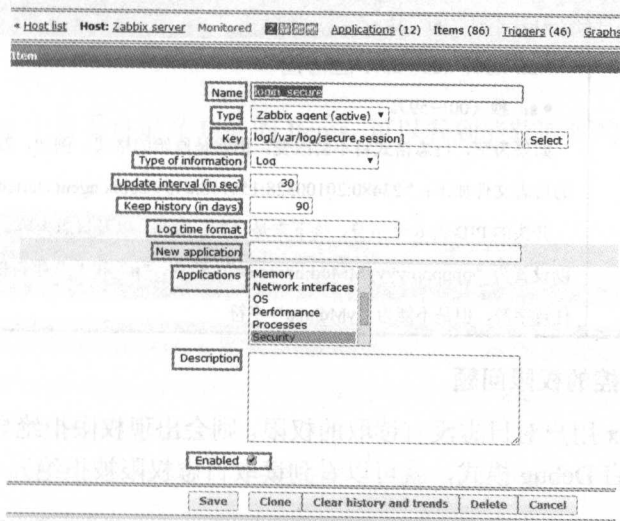 « Host list Host: Zabbix server Monitored Applications (12) Items (86) Triggers (46) Graphs
Item
Name login_secure
Type Zabbix agent (active)
Key log[/var/log/secure,session] Select
Type of information Log
Update interval (in sec) 30
Keep history (in days) 90
Log time format
New application
Applications Memory
Network interfaces
OS
Performance
Processes
Security
Description
Enabled
Save Clone Clear history and trends Delete Cancel